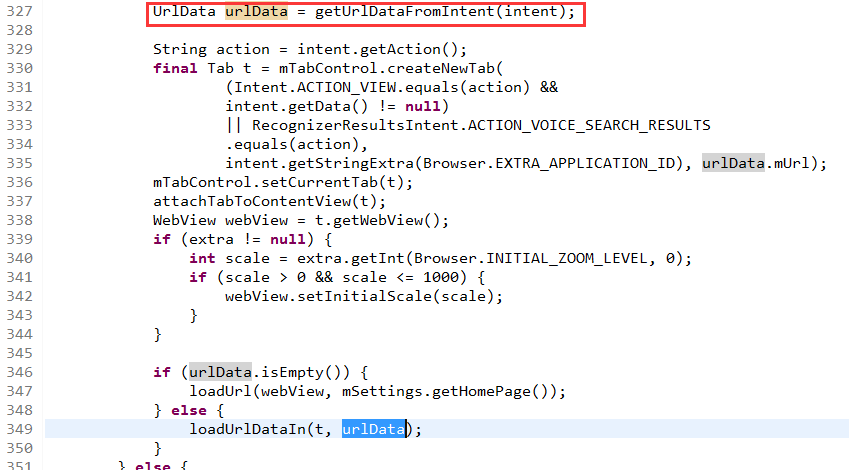 327 UrlData urlData = getUrlDataFromIntent(intent);
328
329 String action = intent.getAction();
330 final Tab t = mTabControl.createNewTab(
331 (Intent.ACTION_VIEW.equals(action) &&
332 intent.getData() != null)
333 || RecognizerResultsIntent.ACTION_VOICE_SEARCH_RESULTS
334 .equals(action),
335 intent.getStringExtra(Browser.EXTRA_APPLICATION_ID), urlData.mUrl);
336 mTabControl.setCurrentTab(t);
337 attachTabToContentView(t);
338 WebView webView = t.getWebView();
339 if (extra != null) {
340 int scale = extra.getInt(Browser.INITIAL_ZOOM_LEVEL, 0);
341 if (scale > 0 && scale <= 1000) {
342 webView.setInitialScale(scale);
343 }
344 }
345
346 if (urlData.isEmpty()) {
347 loadUrl(webView, mSettings.getHomePage());
348 } else {
349 loadUrlDataIn(t, urlData);
350 }
351 } else {